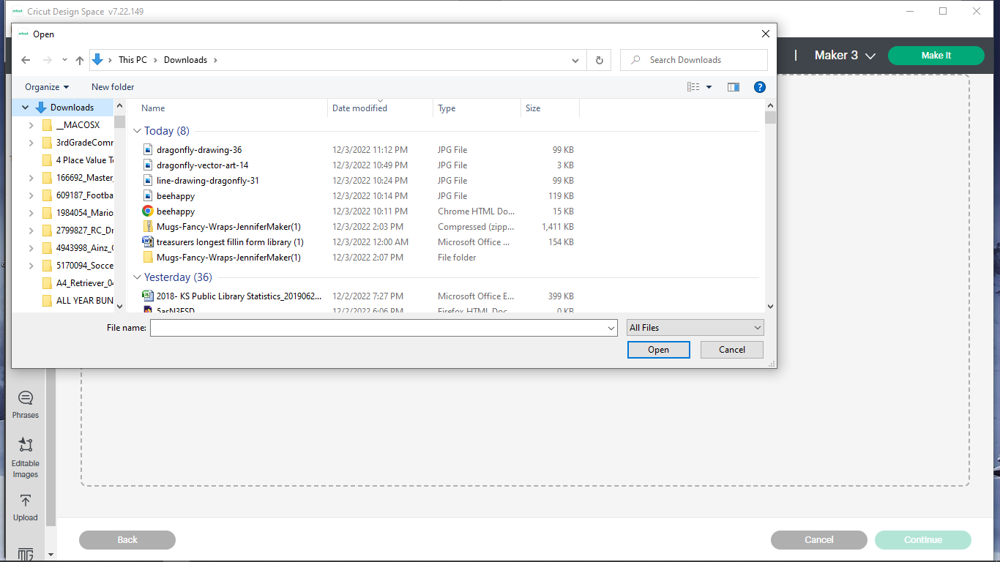 cricut Cricut Design Space v7.22.149
cricut Open
This PC > Downloads >
Search Downloads
Maker 3
Make It
Organize
New folder
Downloads
__MACOSX
3rdGradeComr
4 Place Value T
166692_Master_
609187_Footba
1984054_Mario
2799827_RC_Dr
4943998_Ainz_
5170094_Socce
A4_Retriever_04
ALL YEAR BUN
Name Date modified Type Size
Today (8)
dragonfly-drawing-36 12/3/2022 11:12 PM JPG File 99 KB
dragonfly-vector-art-14 12/3/2022 10:49 PM JPG File 3 KB
line-drawing-dragonfly-31 12/3/2022 10:24 PM JPG File 99 KB
beehappy 12/3/2022 10:14 PM JPG File 119 KB
beehappy 12/3/2022 10:11 PM Chrome HTML Do... 15 KB
Mugs-Fancy-Wraps-JenniferMaker(1) 12/3/2022 2:03 PM Compressed (zipp... 1,411 KB
treasurers longest fillin form library (1) 12/3/2022 12:00 AM Microsoft Office ... 154 KB
Mugs-Fancy-Wraps-JenniferMaker(1) 12/3/2022 2:07 PM File folder
Yesterday (36)
2018- KS Public Library Statistics_2019062... 12/2/2022 7:27 PM Microsoft Office E... 399 KB
5asN3FSD 12/2/2022 6:06 PM Firefox HTML Doc 0 KB
File name:
All Files
Open
Cancel
Phrases
Editable
Images
Upload
Back
Cancel
Continue